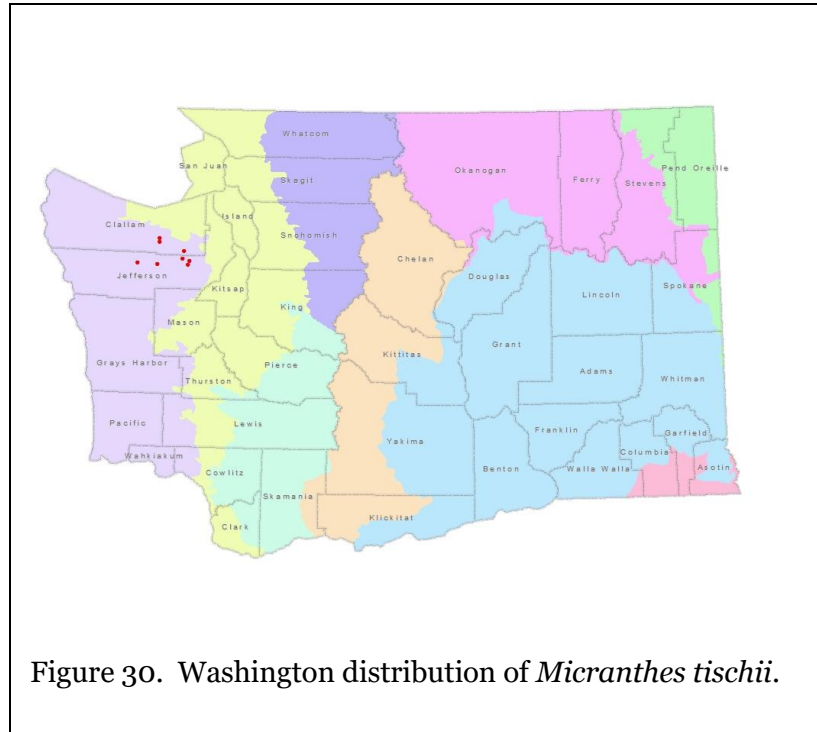 Whatcom
San Juan
Skagit
Okanogan
Ferry
Stevens
Pend Oreille
Island
Clallam
Snohomish
Chelan
Jefferson
Douglas
Kitsap
Lincoln
Spokane
King
Mason
Grant
Kittitas
Grays Harbor
Pierce
Adams
Whitman
Thurston
Pacific
Lewis
Yakima
Franklin
Garfield
Wahkiakum
Columbia
Cowlitz
Benton
Walla Walla
Asotin
Skamania
Klickitat
Clark
Figure 30. Washington distribution of Micranthes tischii.